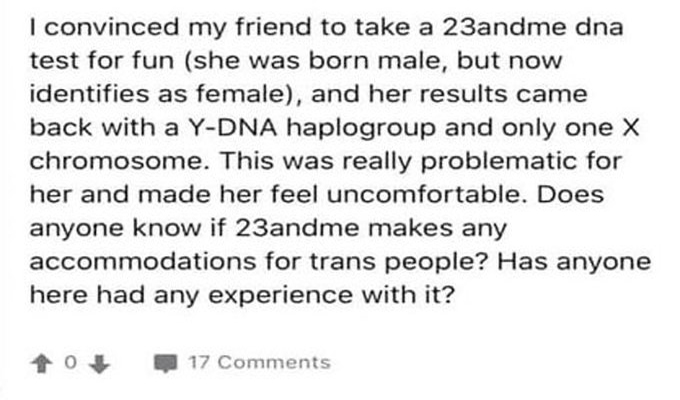 I convinced my friend to take a 23andme dna
test for fun (she was born male, but now
identifies as female), and her results came
back with a Y-DNA haplogroup and only one X
chromosome. This was really problematic for
her and made her feel uncomfortable. Does
anyone know if 23andme makes any
accommodations for trans people? Has anyone
here had any experience with it?
0 17 Comments